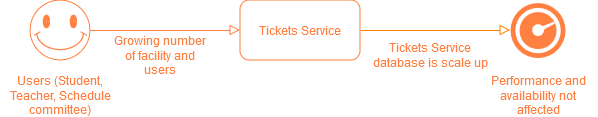 Users (Student,
Teacher, Schedule
committee)
Growing number
of facility and
users
Tickets Service
Tickets Service
database is scale up
Performance and
availability not
affected